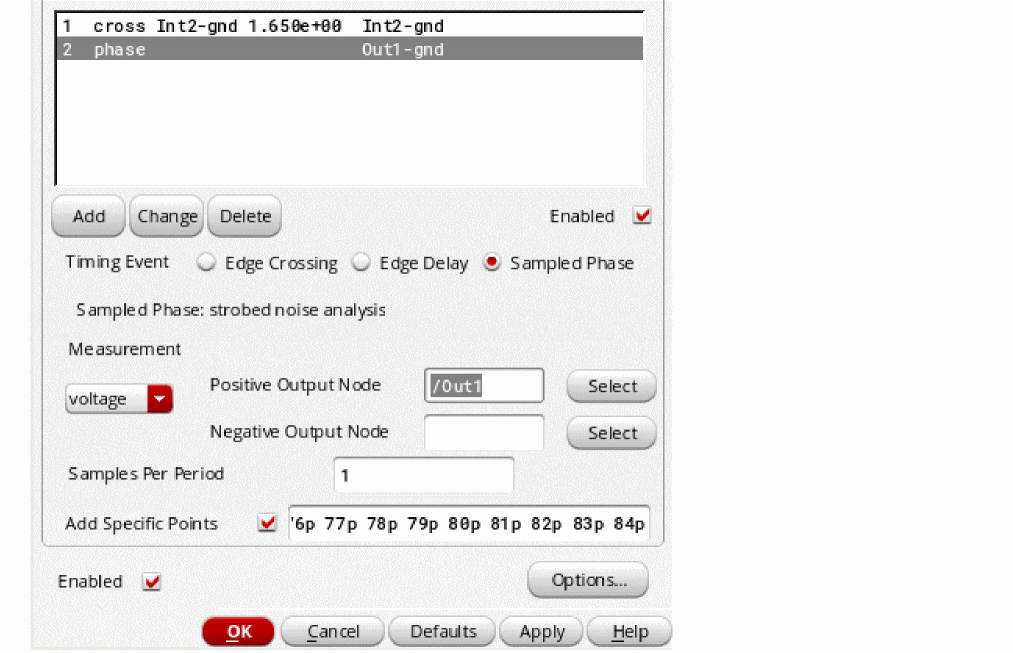 1 cross Int2-gnd 1.650e+00 Int2-gnd
2 phase Out1-gnd
Add Change Delete Enabled
Timing Event Edge Crossing Edge Delay Sampled Phase
Sampled Phase: strobed noise analysis
Measurement
voltage Positive Output Node /Out1 Select
Negative Output Node Select
Samples Per Period 1
Add Specific Points '6p 77p 78p 79p 80p 81p 82p 83p 84p
Enabled Options...
OK Cancel Defaults Apply Help